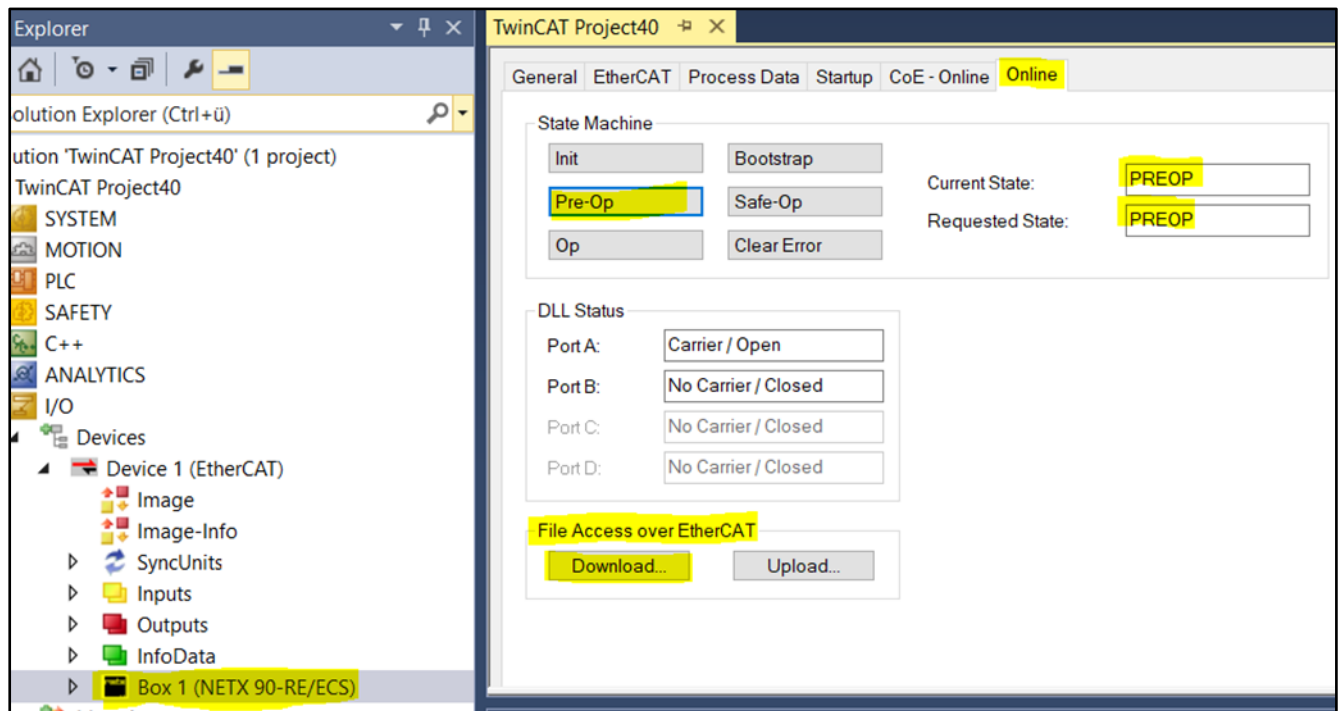 Explorer
olution Explorer (Ctrl+ü)
ution 'TwinCAT Project40' (1 project)
TwinCAT Project40
SYSTEM
MOTION
PLC
SAFETY
C++
ANALYTICS
I/O
Devices
Device 1 (EtherCAT)
Image
Image-Info
SyncUnits
Inputs
Outputs
InfoData
Box 1 (NETX 90-RE/ECS)
TwinCAT Project40
General EtherCAT Process Data Startup CoE - Online Online
State Machine
Init Bootstrap
Pre-Op Safe-Op
Op Clear Error
Current State: PREOP
Requested State: PREOP
DLL Status
Port A: Carrier / Open
Port B: No Carrier / Closed
Port C: No Carrier / Closed
Port D: No Carrier / Closed
File Access over EtherCAT
Download... Upload...